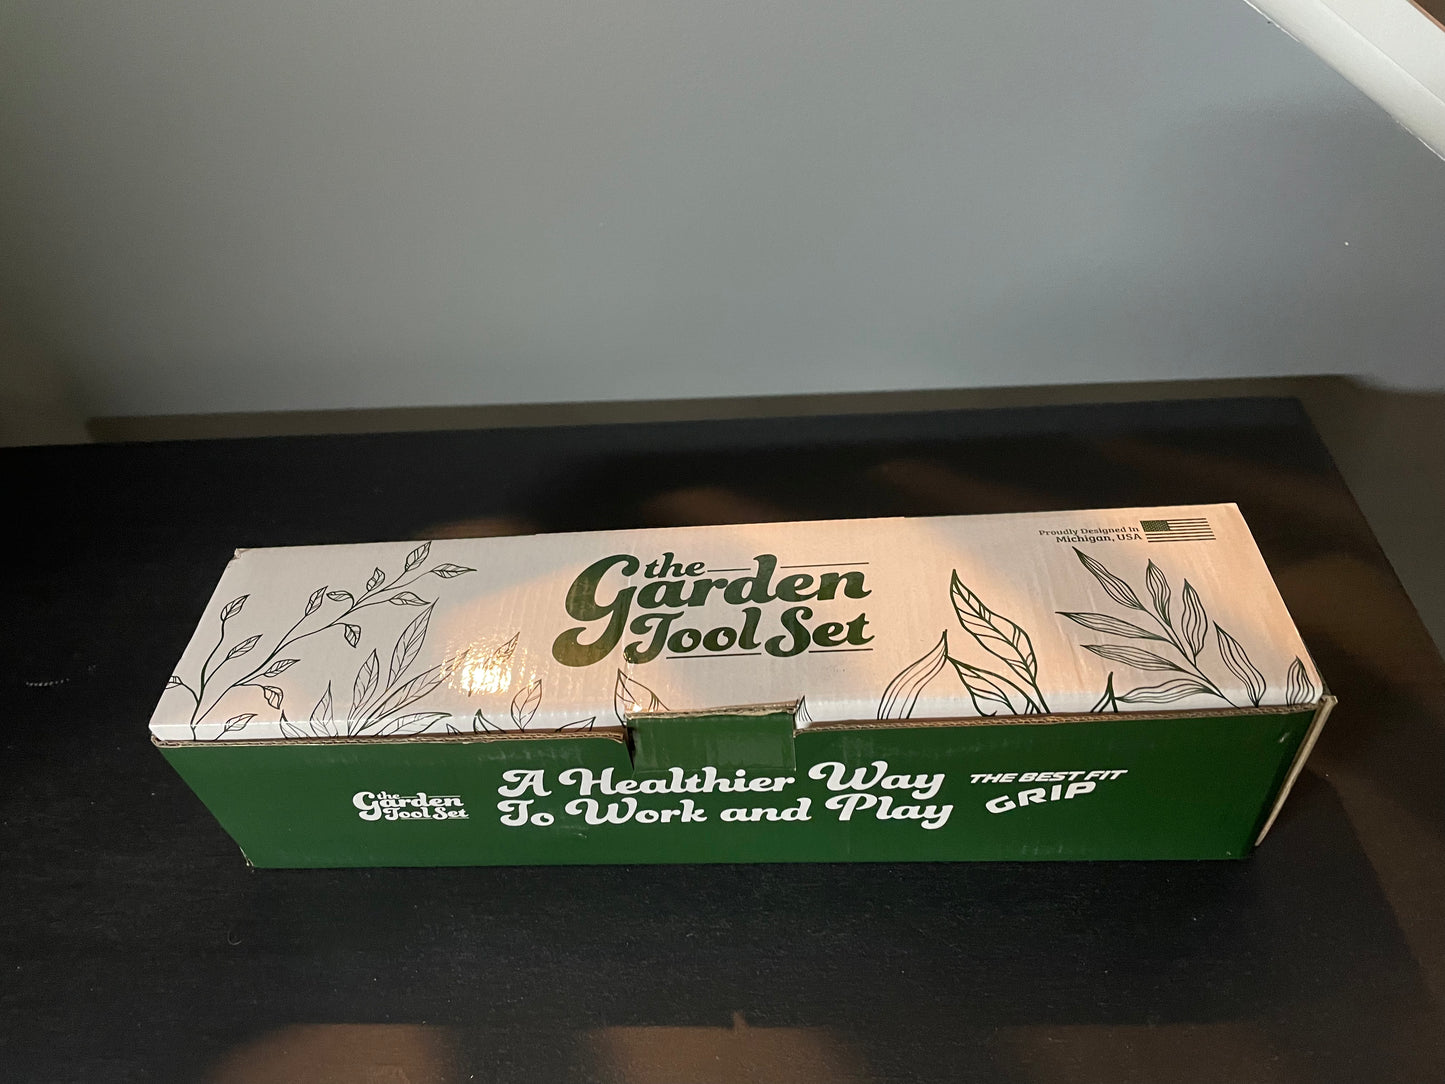 Proudly Designed in
Michigan, USA
the
Garden
Tool Set
the
Garden
Tool Set
A Healthier Way
To Work and Play
THE BEST FIT
GRIP